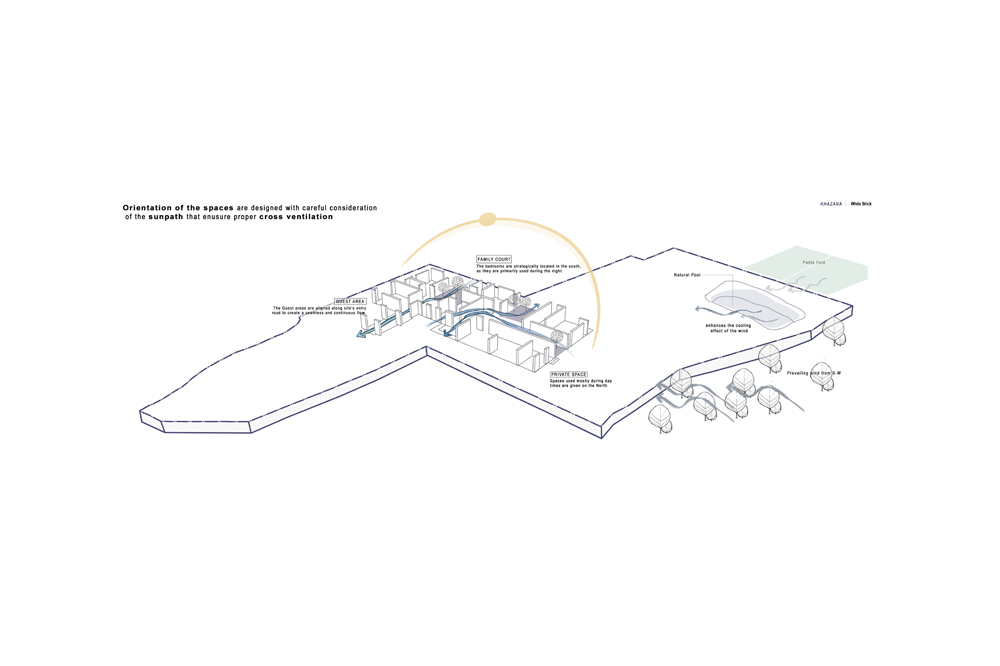 Orientation of the spaces are designed with careful consideration
of the sunpath that enusure proper cross ventilation
KHAZANA | White Brick
FAMILY COURT
The bedrooms are strategically located in the south,
as they are primarily used during the night.
Paddy field
Natural Pool
GUEST AREA
The Guest areas are aligned along site's entry
road to create a seamless and continuous flow.
enhances the cooling
effect of the wind
PRIVATE SPACE
Spaces used mostly during day
times are given on the North.
Prevailing wind from S-W